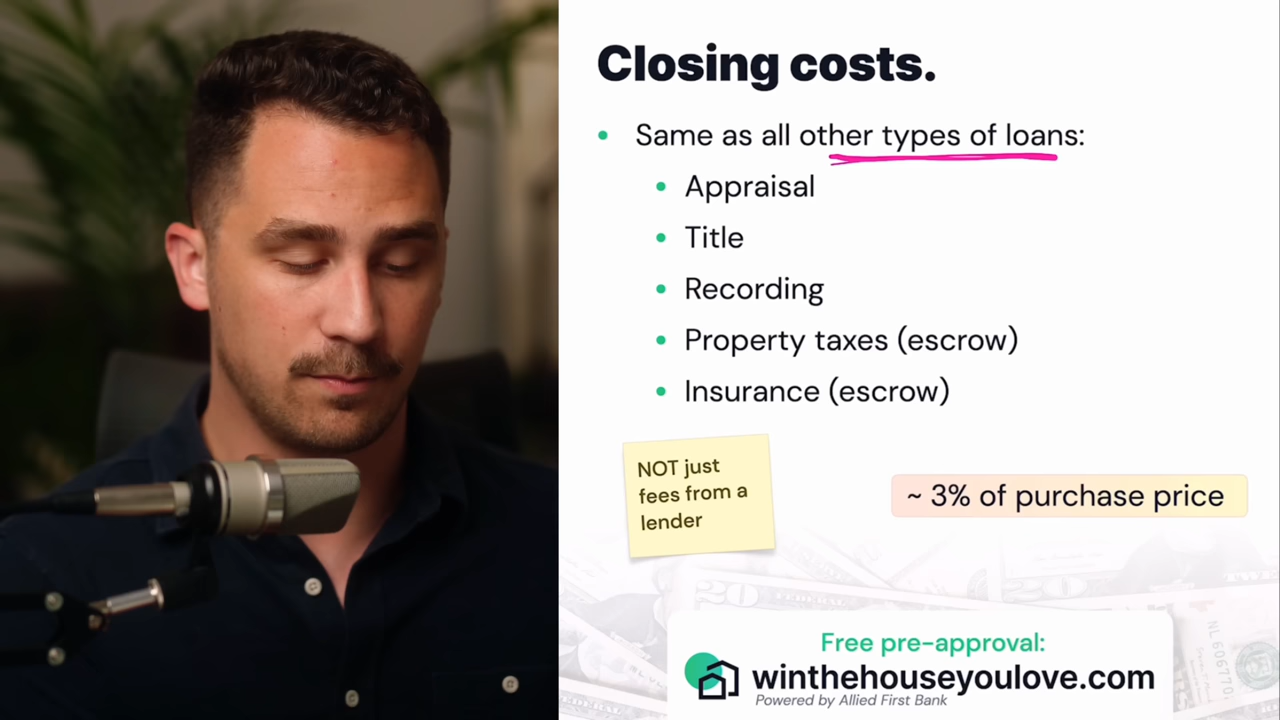 Closing costs.
Same as all other types of loans:
Appraisal
Title
Recording
Property taxes (escrow)
Insurance (escrow)
NOT just
fees from a
lender
~ 3% of purchase price
Free pre-approval:
winthehouseyoulove.com
Powered by Allied First Bank